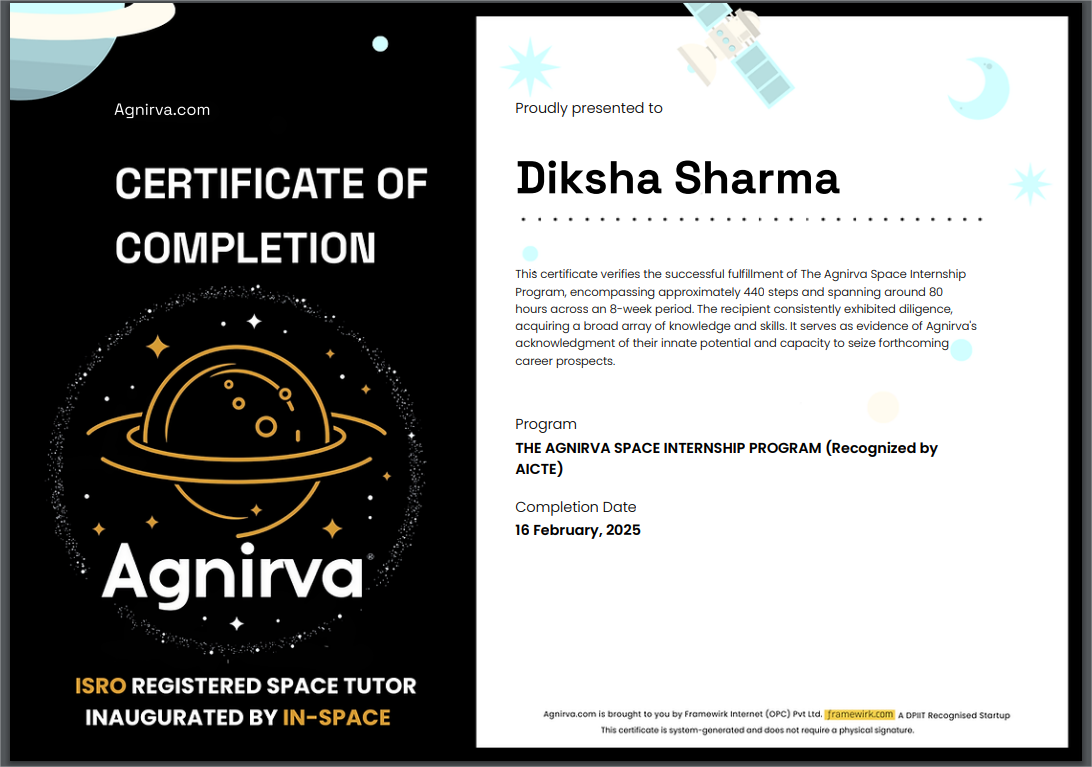 Agnirva.com
CERTIFICATE OF
COMPLETION
Agnirva®
ISRO REGISTERED SPACE TUTOR
INAUGURATED BY IN-SPACE
Proudly presented to
Diksha Sharma
This certificate verifies the successful fulfillment of The Agnirva Space Internship
Program, encompassing approximately 440 steps and spanning around 80
hours across an 8-week period. The recipient consistently exhibited diligence,
acquiring a broad array of knowledge and skills. It serves as evidence of Agnirva's
acknowledgment of their innate potential and capacity to seize forthcoming
career prospects.
Program
THE AGNIRVA SPACE INTERNSHIP PROGRAM (Recognized by
AICTE)
Completion Date
16 February, 2025
Agnirva.com is brought to you by Framewirk Internet (OPC) Pvt Ltd. framewirk.com A DPIIT Recognised Startup
This certificate is system-generated and does not require a physical signature.